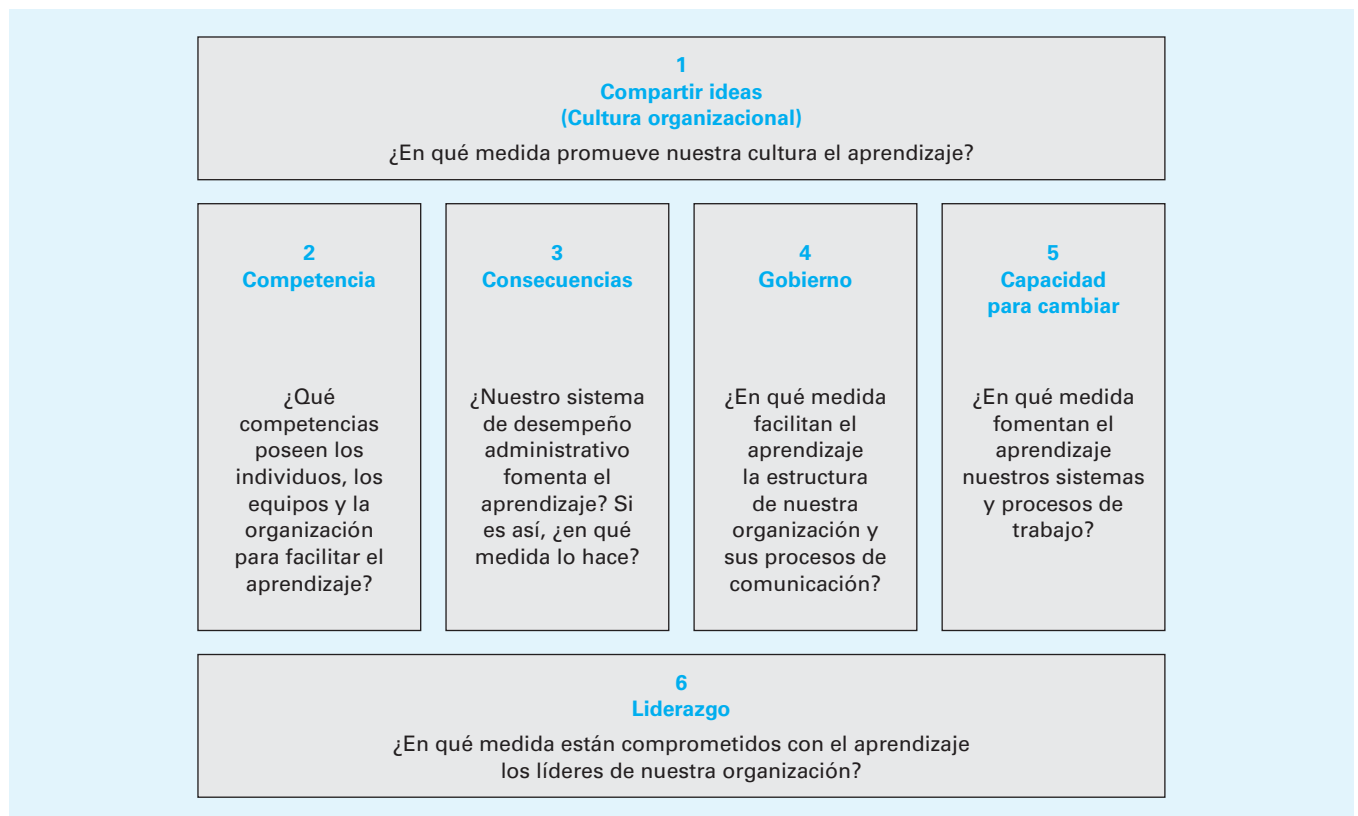 1
Compartir ideas
(Cultura organizacional)
¿En qué medida promueve nuestra cultura el aprendizaje?
2
Competencia
¿Qué
competencias
poseen los
individuos, los
equipos y la
organización
para facilitar el
aprendizaje?
3
Consecuencias
¿Nuestro sistema
de desempeño
administrativo
fomenta el
aprendizaje? Si
es así, ¿en qué
medida lo hace?
4
Gobierno
¿En qué medida
facilitan el
aprendizaje
la estructura
de nuestra
organización y
sus procesos de
comunicación?
5
Capacidad
para cambiar
¿En qué medida
fomentan el
aprendizaje
nuestros sistemas
y procesos de
trabajo?
6
Liderazgo
¿En qué medida están comprometidos con el aprendizaje
los líderes de nuestra organización?